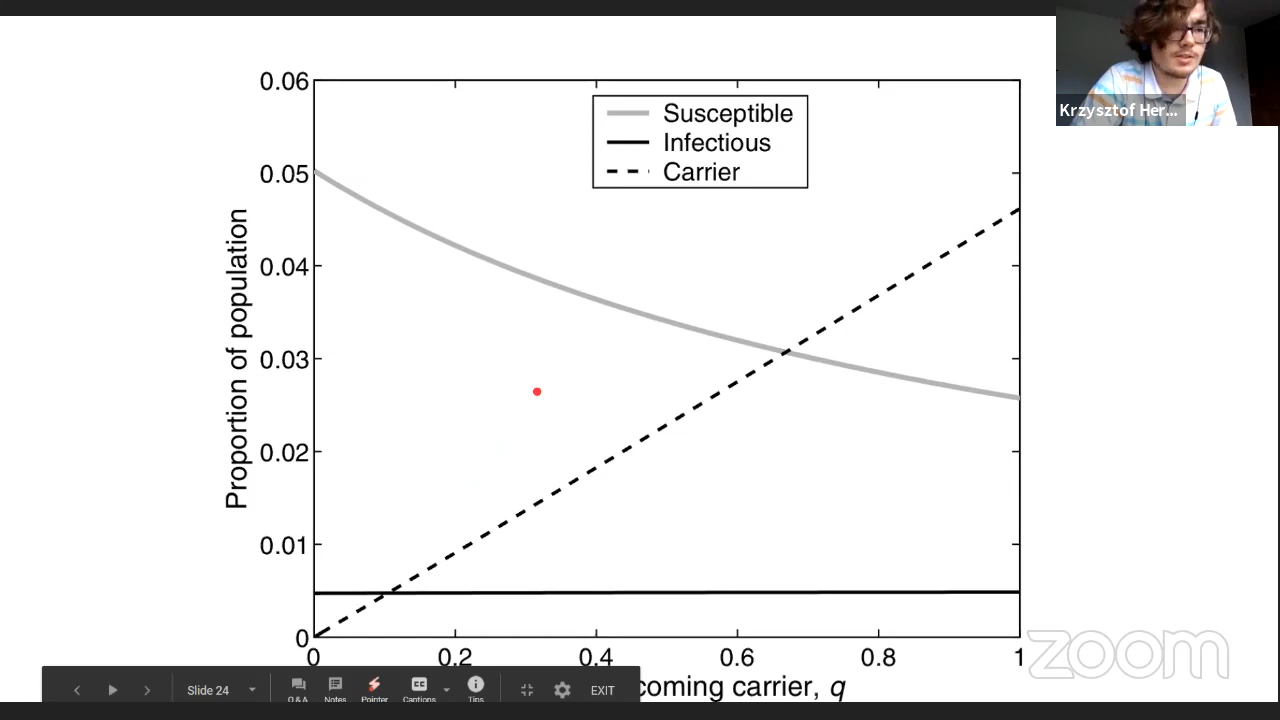 Krzysztof Her...
Susceptible
Infectious
Carrier
0.06
0.05
0.04
0.03
0.02
0.01
0
Proportion of population
0 0.2 0.4 0.6 0.8 1
coming carrier, q
Slide 24
Q & A Notes Pointer Captions Tips EXIT
zoom